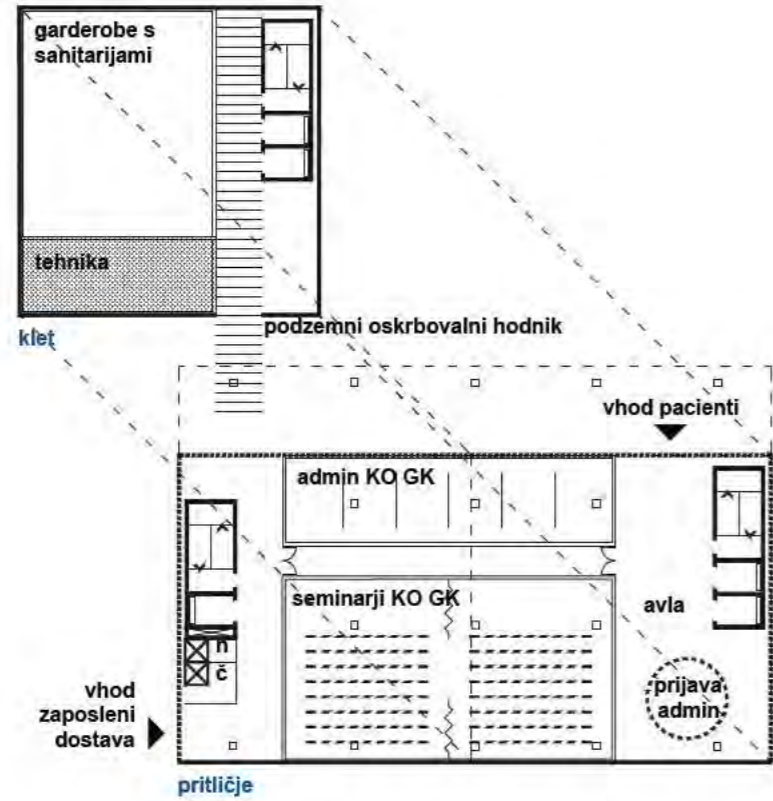 garderobe s
sanitarijami
tehnika
klet
podzemni oskrbovalni hodnik
vhod pacienti
admin KO GK
seminarji KO GK
avla
n
č
vhod
zaposleni
dostava
prijava
admin
pritličje